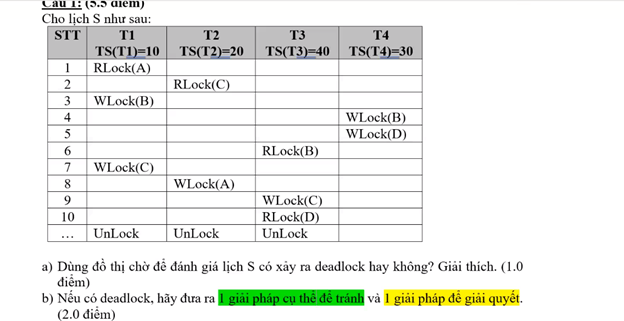 Câu 1: (5.5 điểm)
Cho lịch S như sau:
STT T1 T2 T3 T4
TS(T1)=10 TS(T2)=20 TS(T3)=40 TS(T4)=30
1 RLock(A)
2 RLock(C)
3 WLock(B)
4 WLock(B)
5 WLock(D)
6 RLock(B)
7 WLock(C)
8 WLock(A)
9 WLock(C)
10 RLock(D)
… UnLock UnLock UnLock
a) Dùng đồ thị chờ để đánh giá lịch S có xảy ra deadlock hay không? Giải thích. (1.0
điểm)
b) Nếu có deadlock, hãy đưa ra 1 giải pháp cụ thể để tránh và 1 giải pháp để giải quyết.
(2.0 điểm)